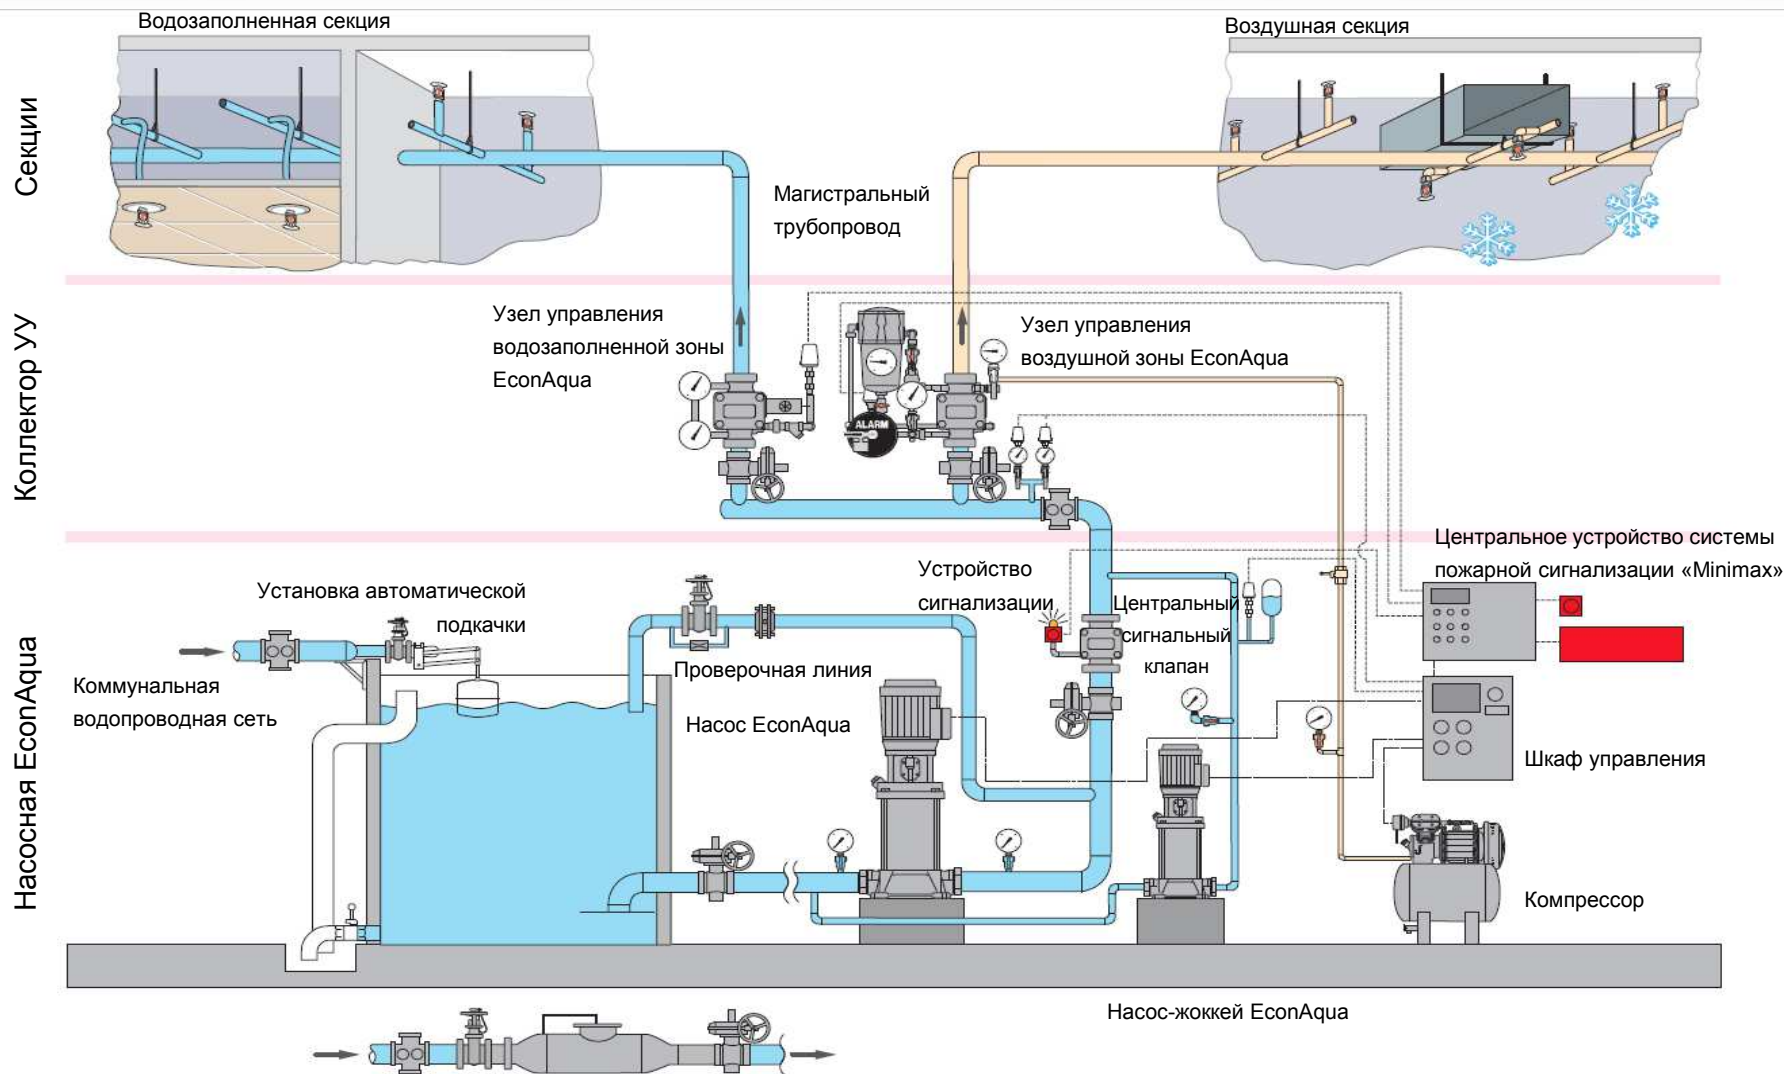 Водозаполненная секция
Воздушная секция
Секции
Магистральный
трубопровод
Коллектор УУ
Узел управления
водозаполненной зоны
EconAqua
Узел управления
воздушной зоны EconAqua
ALARM
Насосная EconAqua
Установка автоматической
подкачки
Коммунальная
водопроводная сеть
Проверочная линия
Насос EconAqua
Устройство
сигнализации
Центральный
сигнальный
клапан
Центральное устройство системы
пожарной сигнализации «Minimax»
Шкаф управления
Компрессор
Насос-жоккей EconAqua